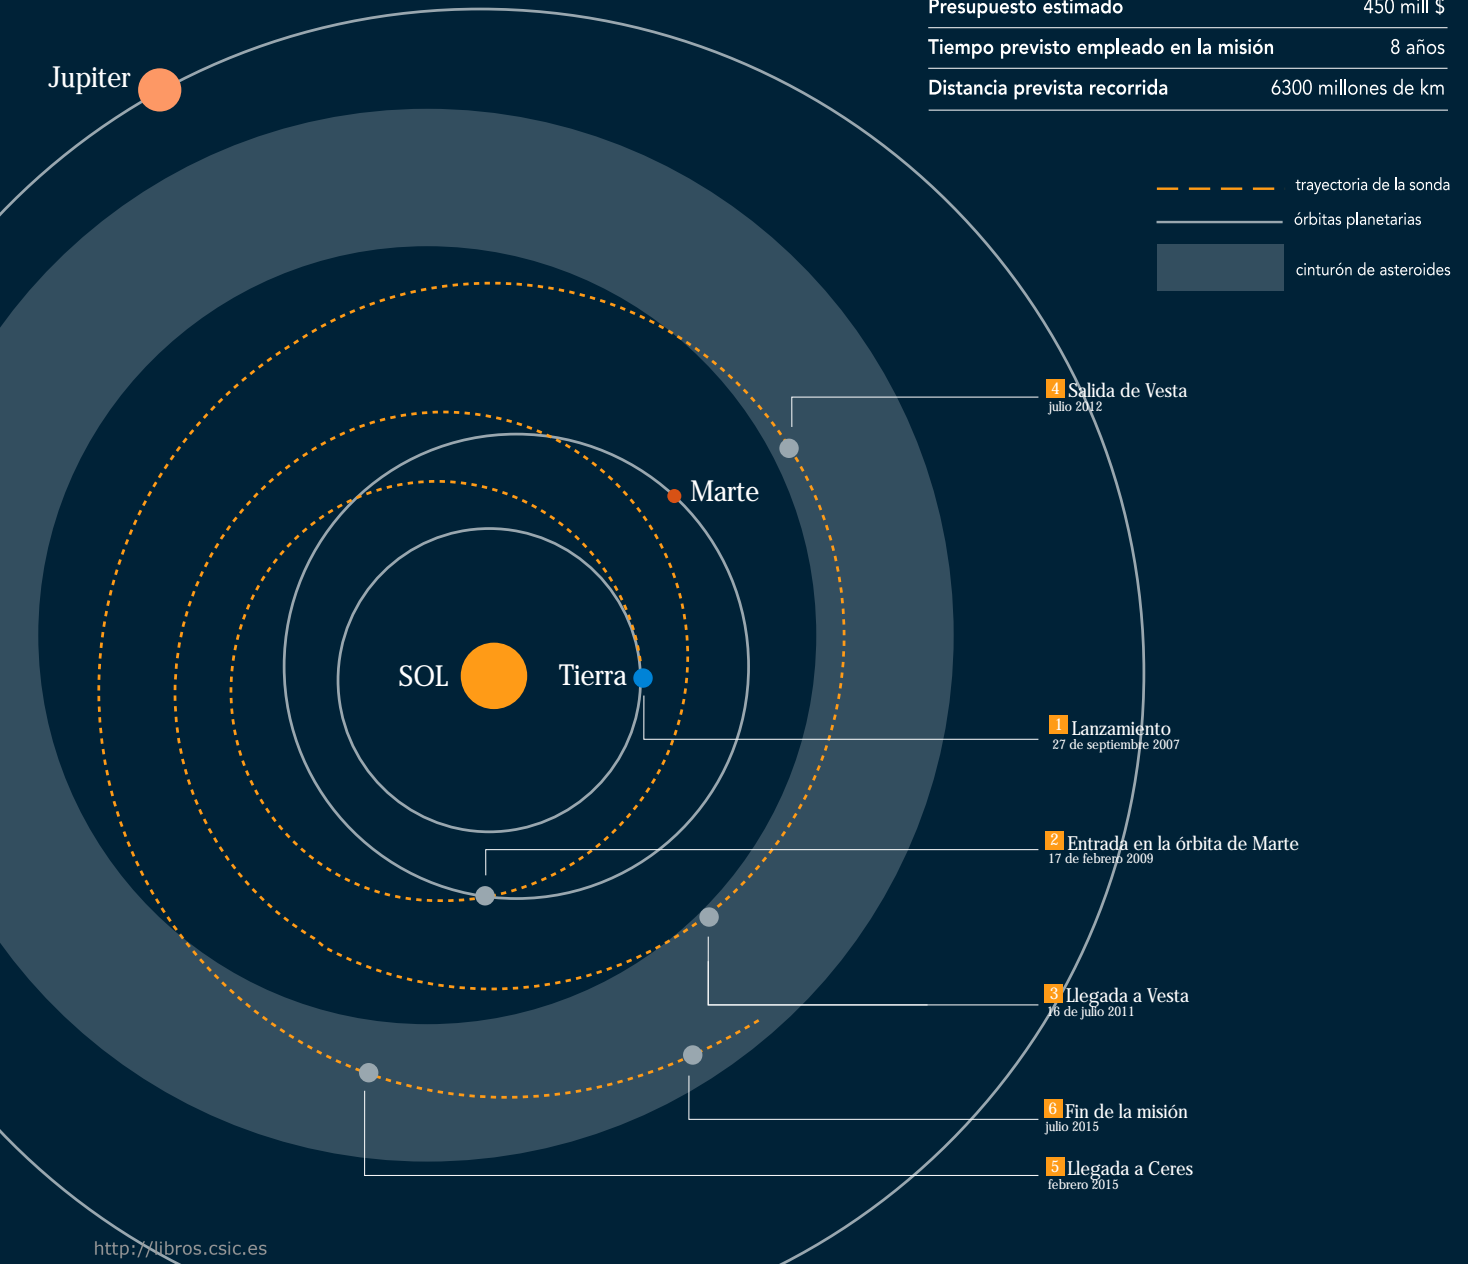 Presupuesto estimado 450 mill $
Tiempo previsto empleado en la misión 8 años
Distancia prevista recorrida 6300 millones de km
Jupiter
trayectoria de la sonda
órbitas planetarias
cinturón de asteroides
4 Salida de Vesta
julio 2012
Marte
SOL
Tierra
1 Lanzamiento
27 de septiembre 2007
2 Entrada en la órbita de Marte
17 de febrero 2009
3 Llegada a Vesta
16 de julio 2011
6 Fin de la misión
julio 2015
5 Llegada a Ceres
febrero 2015
http://libros.csic.es